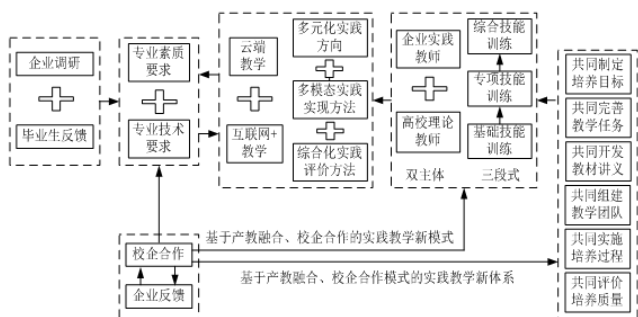 企业调研
毕业生反馈
专业素质
要求
专业技术
要求
云端
教学
互联网+
教学
多元化实践
方向
多模态实践
实现方法
综合化实践
评价方法
企业实践
教师
高校理论
教师
双主体
综合技能
训练
专项技能
训练
基础技能
训练
三段式
共同制定
培养目标
共同完善
教学任务
共同开发
教材讲义
共同组建
教学团队
共同实施
培养过程
共同评价
培养质量
校企合作
企业反馈
基于产教融合、校企合作的实践教学新模式
基于产教融合、校企合作模式的实践教学新体系